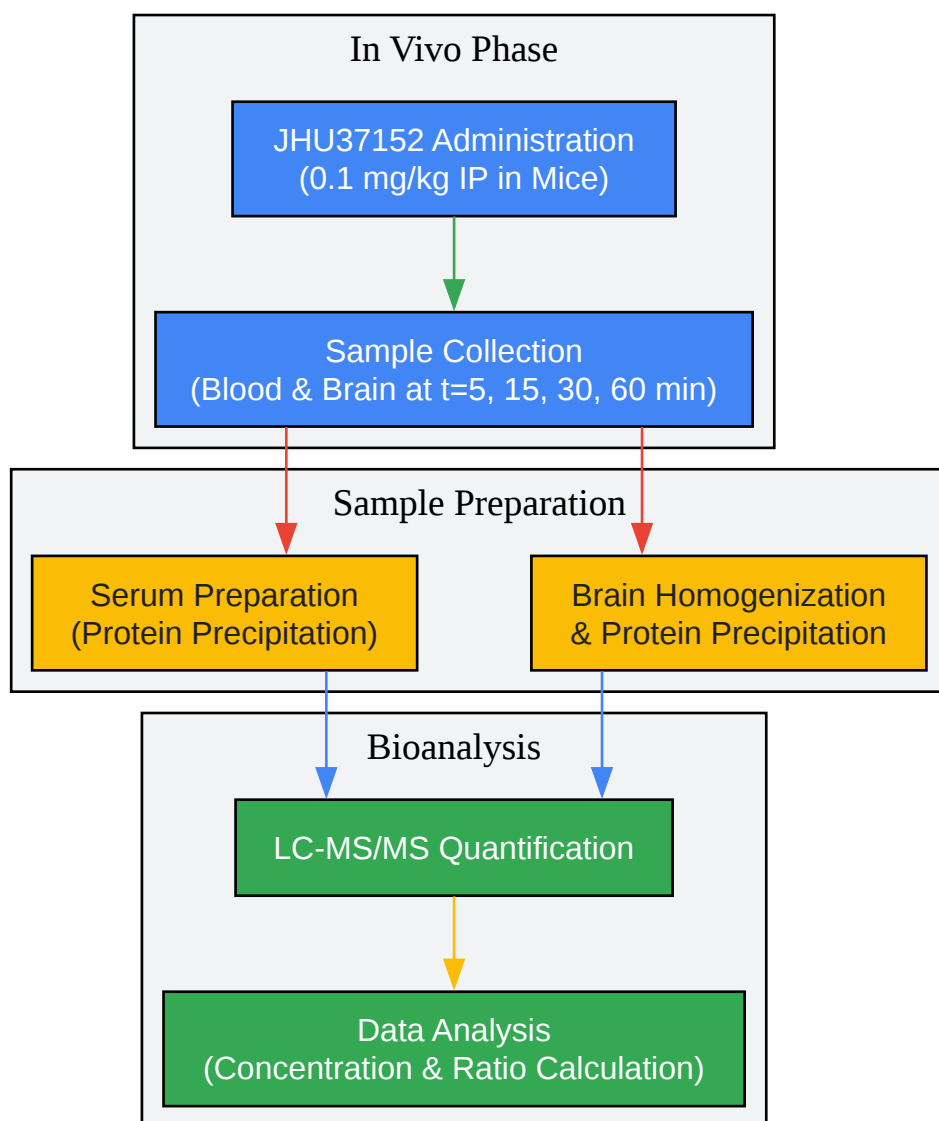 In Vivo Phase
JHU37152 Administration
(0.1 mg/kg IP in Mice)
Sample Collection
(Blood & Brain at t=5, 15, 30, 60 min)
Sample Preparation
Serum Preparation
(Protein Precipitation)
Brain Homogenization
& Protein Precipitation
Bioanalysis
LC-MS/MS Quantification
Data Analysis
(Concentration & Ratio Calculation)